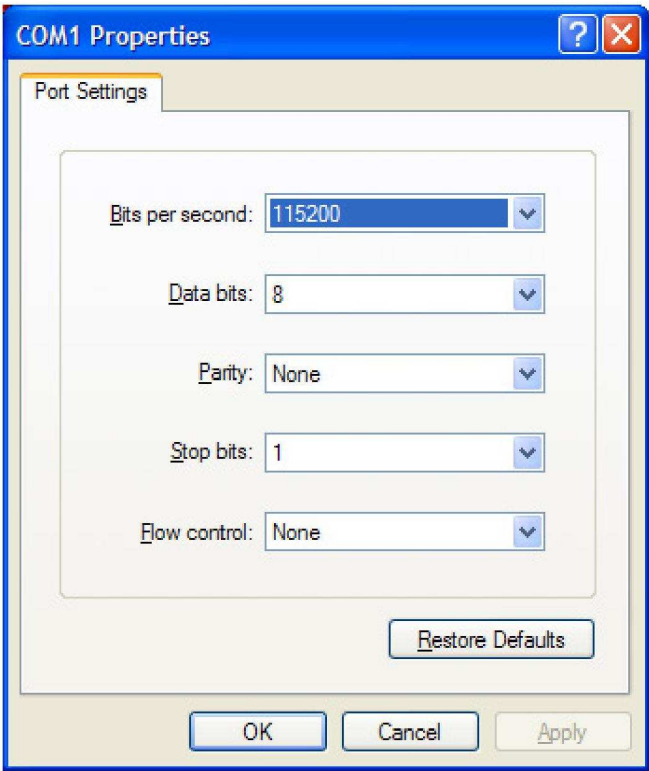 COM1 Properties
Port Settings
Bits per second: 115200
Data bits: 8
Parity: None
Stop bits: 1
Flow control: None
Restore Defaults
OK Cancel Apply